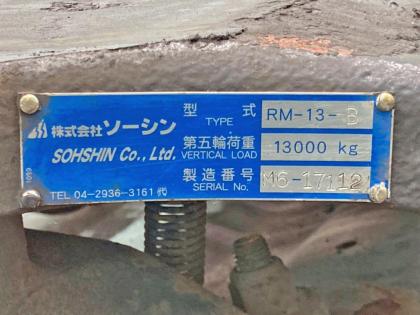 株式会社 ソーシン
SOHSHIN Co., Ltd.
TEL 04-2936-3161 代
型式 RM-13-B
TYPE
第五輪荷重 13000 kg
VERTICAL LOAD
製造番号 M6-17112
SERIAL No.